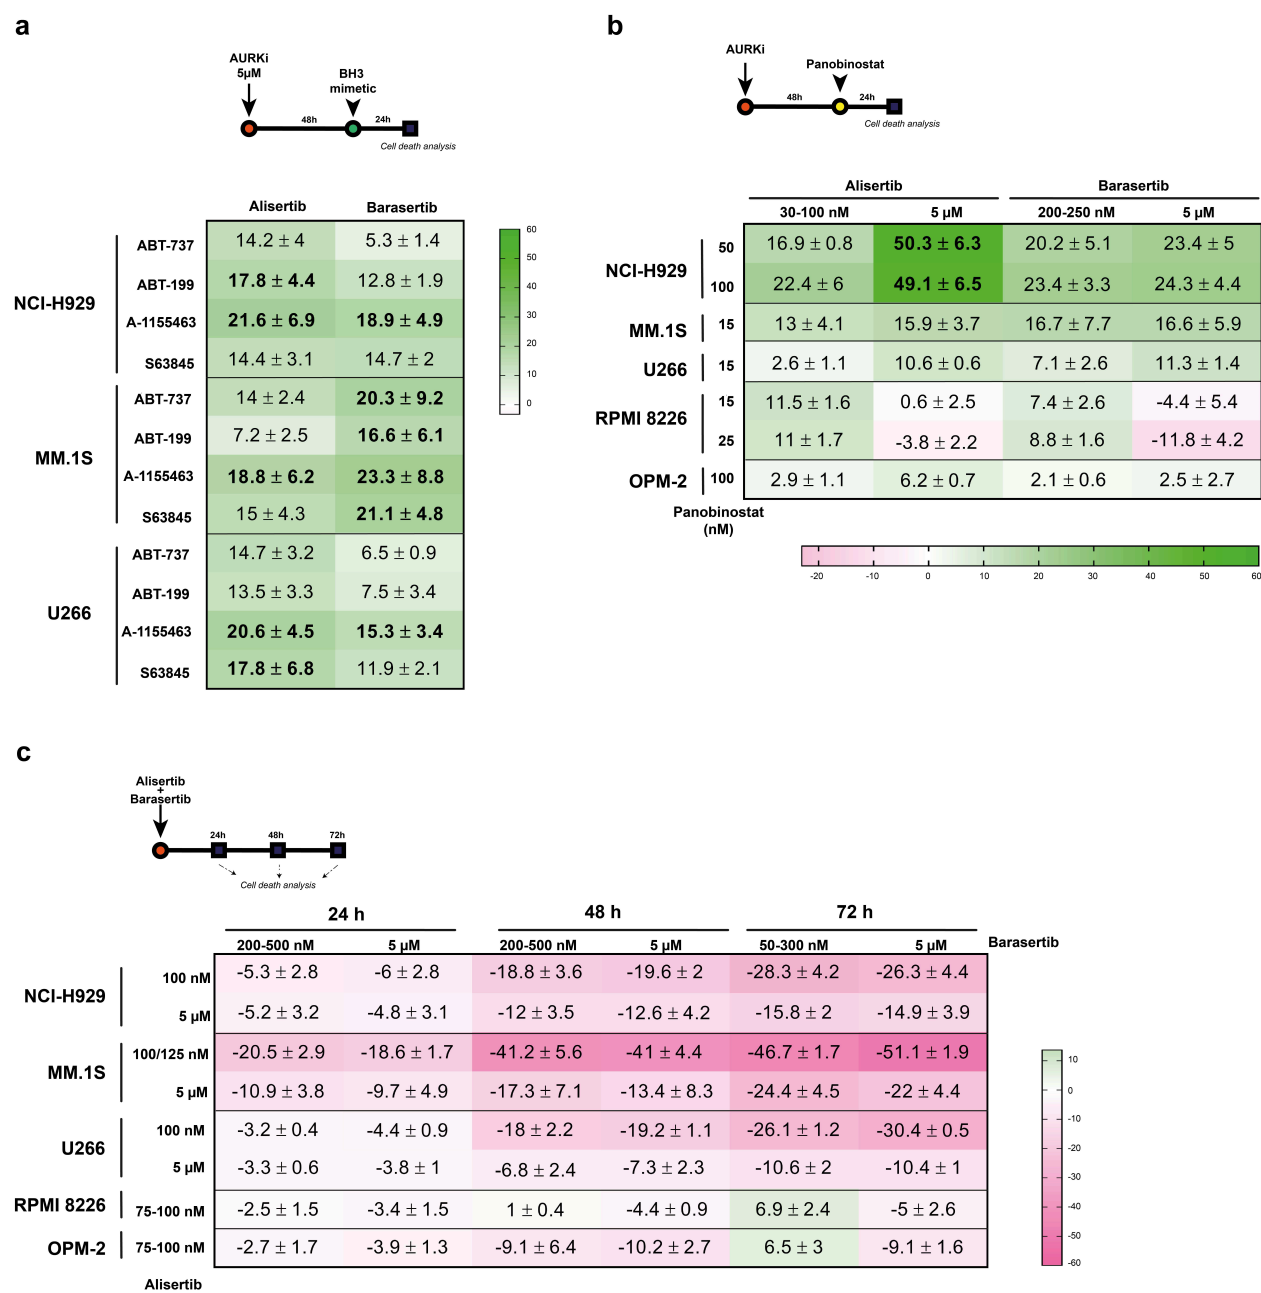 a
AURKi
5µM
BH3
mimetic
48h
24h
Cell death analysis
Alisertib Barasertib
NCI-H929
ABT-737 14.2 ± 4 5.3 ± 1.4
ABT-199 17.8 ± 4.4 12.8 ± 1.9
A-1155463 21.6 ± 6.9 18.9 ± 4.9
S63845 14.4 ± 3.1 14.7 ± 2
MM.1S
ABT-737 14 ± 2.4 20.3 ± 9.2
ABT-199 7.2 ± 2.5 16.6 ± 6.1
A-1155463 18.8 ± 6.2 23.3 ± 8.8
S63845 15 ± 4.3 21.1 ± 4.8
U266
ABT-737 14.7 ± 3.2 6.5 ± 0.9
ABT-199 13.5 ± 3.3 7.5 ± 3.4
A-1155463 20.6 ± 4.5 15.3 ± 3.4
S63845 17.8 ± 6.8 11.9 ± 2.1
60
50
40
30
20
10
0
b
AURKi
Panobinostat
48h
24h
Cell death analysis
Alisertib Barasertib
30-100 nM 5 µM 200-250 nM 5 µM
NCI-H929
50 16.9 ± 0.8 50.3 ± 6.3 20.2 ± 5.1 23.4 ± 5
100 22.4 ± 6 49.1 ± 6.5 23.4 ± 3.3 24.3 ± 4.4
MM.1S 15 13 ± 4.1 15.9 ± 3.7 16.7 ± 7.7 16.6 ± 5.9
U266 15 2.6 ± 1.1 10.6 ± 0.6 7.1 ± 2.6 11.3 ± 1.4
RPMI 8226
15 11.5 ± 1.6 0.6 ± 2.5 7.4 ± 2.6 -4.4 ± 5.4
25 11 ± 1.7 -3.8 ± 2.2 8.8 ± 1.6 -11.8 ± 4.2
OPM-2 100 2.9 ± 1.1 6.2 ± 0.7 2.1 ± 0.6 2.5 ± 2.7
Panobinostat
(nM)
-20 -10 0 10 20 30 40 50 60
c
Alisertib
+
Barasertib
24h 48h 72h
Cell death analysis
24 h 48 h 72 h
200-500 nM 5 µM 200-500 nM 5 µM 50-300 nM 5 µM Barasertib
NCI-H929
100 nM -5.3 ± 2.8 -6 ± 2.8 -18.8 ± 3.6 -19.6 ± 2 -28.3 ± 4.2 -26.3 ± 4.4
5 µM -5.2 ± 3.2 -4.8 ± 3.1 -12 ± 3.5 -12.6 ± 4.2 -15.8 ± 2 -14.9 ± 3.9
MM.1S
100/125 nM -20.5 ± 2.9 -18.6 ± 1.7 -41.2 ± 5.6 -41 ± 4.4 -46.7 ± 1.7 -51.1 ± 1.9
5 µM -10.9 ± 3.8 -9.7 ± 4.9 -17.3 ± 7.1 -13.4 ± 8.3 -24.4 ± 4.5 -22 ± 4.4
U266
100 nM -3.2 ± 0.4 -4.4 ± 0.9 -18 ± 2.2 -19.2 ± 1.1 -26.1 ± 1.2 -30.4 ± 0.5
5 µM -3.3 ± 0.6 -3.8 ± 1 -6.8 ± 2.4 -7.3 ± 2.3 -10.6 ± 2 -10.4 ± 1
RPMI 8226 75-100 nM -2.5 ± 1.5 -3.4 ± 1.5 1 ± 0.4 -4.4 ± 0.9 6.9 ± 2.4 -5 ± 2.6
OPM-2 75-100 nM -2.7 ± 1.7 -3.9 ± 1.3 -9.1 ± 6.4 -10.2 ± 2.7 6.5 ± 3 -9.1 ± 1.6
Alisertib
10
0
-10
-20
-30
-40
-50
-60